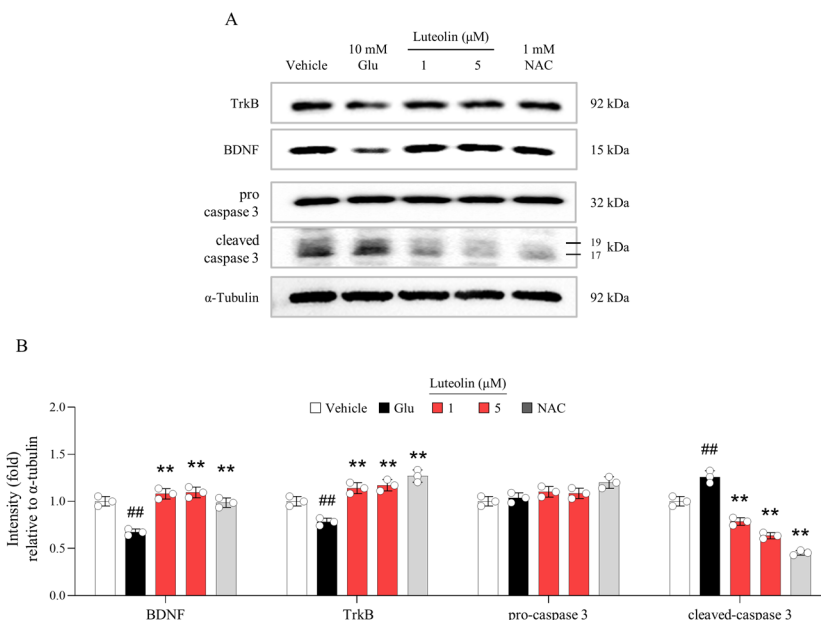 A
Luteolin (μM)
10 mM
1 mM
Vehicle
Glu
1
5
NAC
TrkB
92 kDa
BDNF
15 kDa
pro
caspase 3
32 kDa
cleaved
caspase 3
19
17
kDa
α-Tubulin
92 kDa
B
Luteolin (μM)
Vehicle
Glu
1
5
NAC
Intensity (fold)
relative to α-tubulin
2.0
1.5
1.0
0.5
0.0
##
**
**
**
##
**
**
**
##
**
**
**
BDNF
TrkB
pro-caspase 3
cleaved-caspase 3